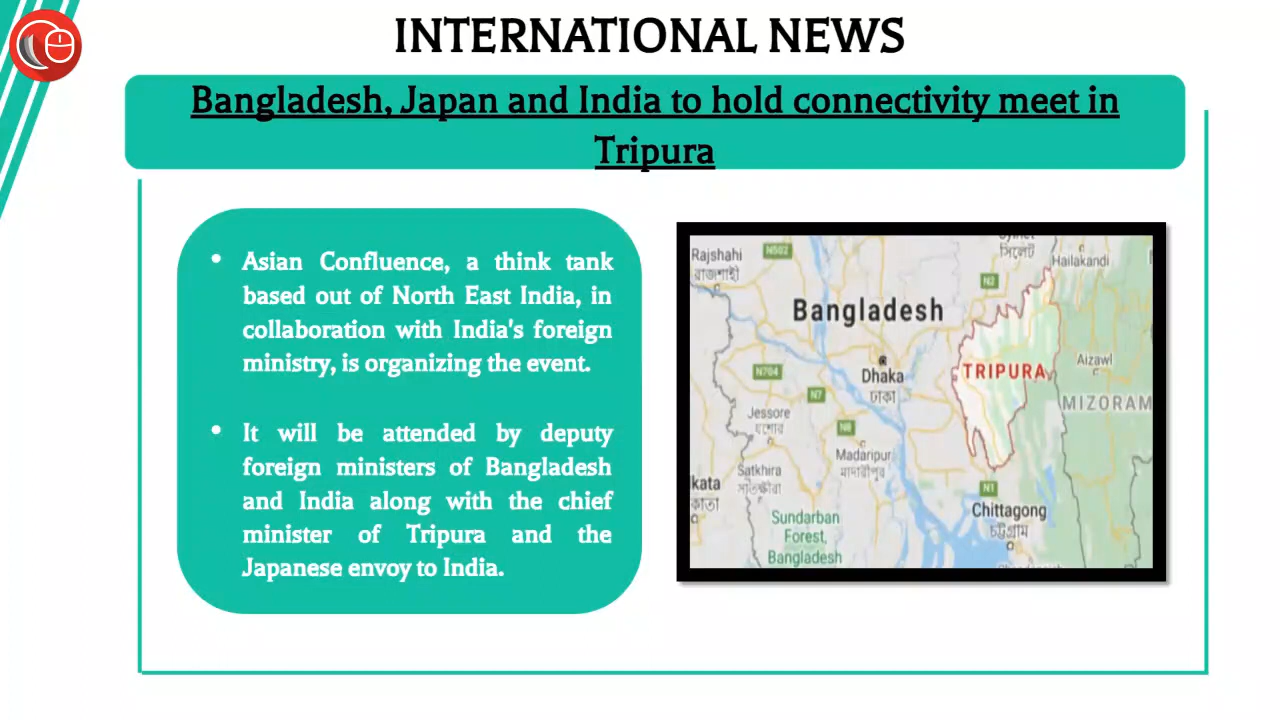 INTERNATIONAL NEWS
Bangladesh, Japan and India to hold connectivity meet in
Tripura
• Asian Confluence, a think tank
based out of North East India, in
collaboration with India's foreign
ministry, is organizing the event.
• It will be attended by deputy
foreign ministers of Bangladesh
and India along with the chief
minister of Tripura and the
Japanese envoy to India.
Rajshahi
রাজশাহী
N502
সিলেট
Hailakandi
N2
Bangladesh
Dhaka
ঢাকা
N704
N7
TRIPURA
Aizawl
MIZORAM
Jessore
যশোর
N8
Madaripur
মাদারীপুর
Satkhira
সাতক্ষীরা
kata
কাতা
N1
Chittagong
চট্টগ্রাম
Sundarban
Forest,
Bangladesh